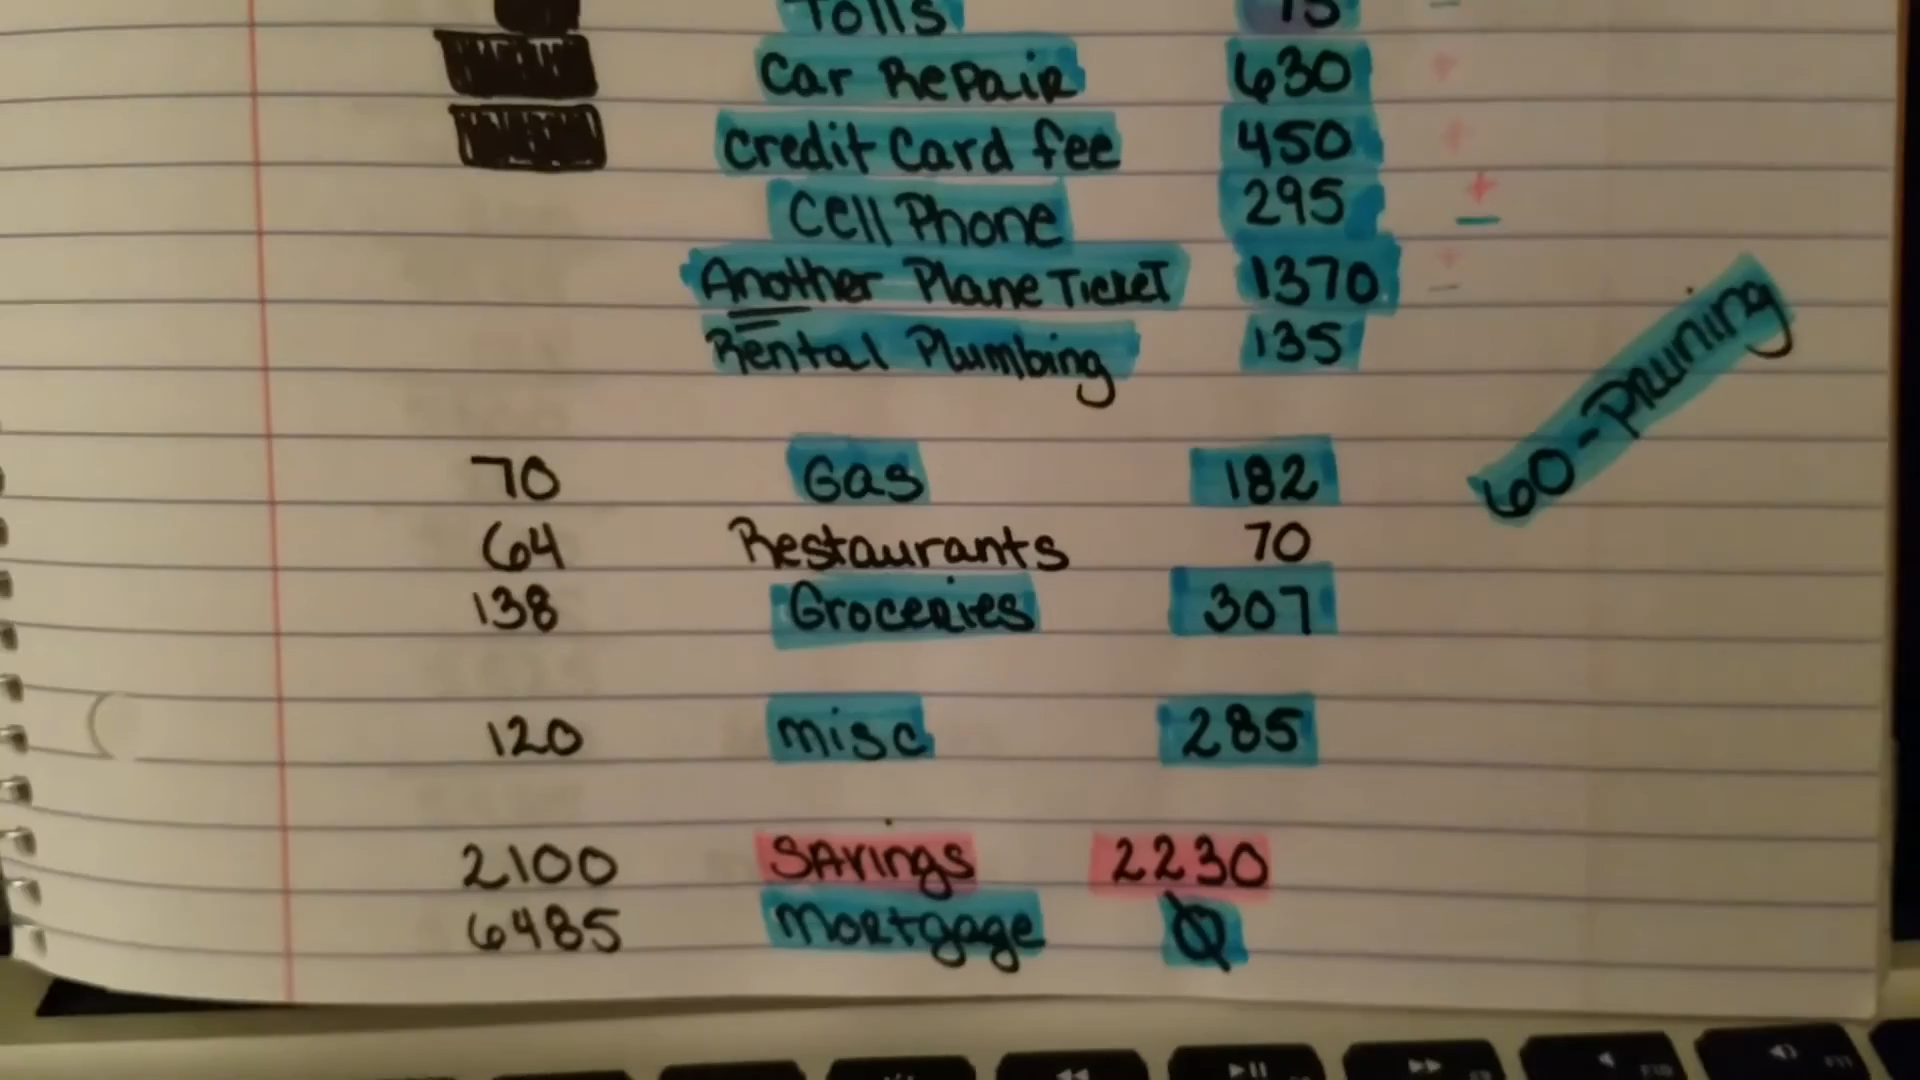 Tolls 15
Car Repair 630
Credit Card fee 450
Cell Phone 295
Another Plane Ticket 1370
Rental Plumbing 135
60-Pruning
70 Gas 182
64 Restaurants 70
138 Groceries 307
120 misc 285
2100 Savings 2230
6485 Mortgage Ø